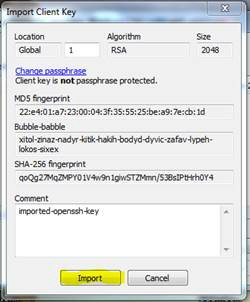 Import Client Key
Location Algorithm Size
Global 1 RSA 2048
Change passphrase
Client key is not passphrase protected.
MD5 fingerprint
22:e4:01:a7:23:00:04:3f:35:55:25:be:a9:7e:cb:1d
Bubble-babble
xitol-zinaz-nadyr-kitik-hakih-bodyd-dyvic-zafav-lypeh-
lokos-sixex
SHA-256 fingerprint
qoQg27MqZMPY01V4w9n1giwSTZMmn/53BsIPtHrh0Y4
Comment
imported-openssh-key
Import Cancel